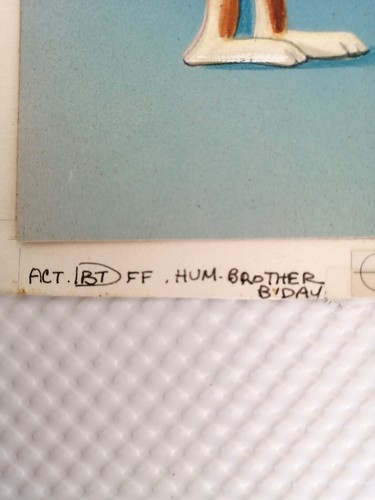 ACT. BT FF. HUM. BROTHER
B'DAY